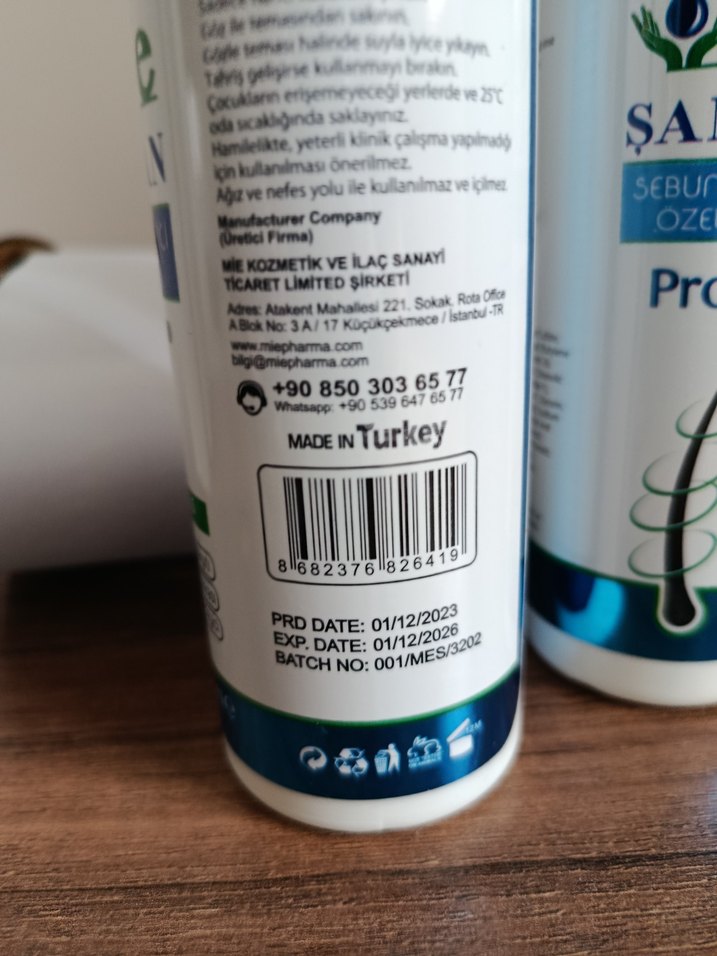 Göz ile temasından sakının,
Gözle teması halinde suyla iyice yıkayın.
Tahriş gelişirse kullanmayı bırakın.
Çocukların erişemeyeceği yerlerde ve 25°C
oda sıcaklığında saklayınız.
Hamilelikte, yeterli klinik çalışma yapılmadığı
için kullanılması önerilmez.
Ağız ve nefes yolu ile kullanılmaz ve içilmez
Manufacturer Company
(Üretici Firma)
MİE KOZMETİK VE İLAÇ SANAYİ
TİCARET LİMİTED ŞİRKETİ
Adres: Atakent Mahallesi 221. Sokak, Rota Office
A Blok No: 3 A / 17 Küçükçekmece / İstanbul -TR
www.miepharma.com
bilgi@miepharma.com
+90 850 303 65 77
Whatsapp: +90 539 647 65 77
MADE IN Turkey
8 682376 826419
PRD DATE: 01/12/2023
EXP. DATE: 01/12/2026
BATCH NO: 001/MES/3202
12M
ŞA
SEBU
ÖZE
Pro